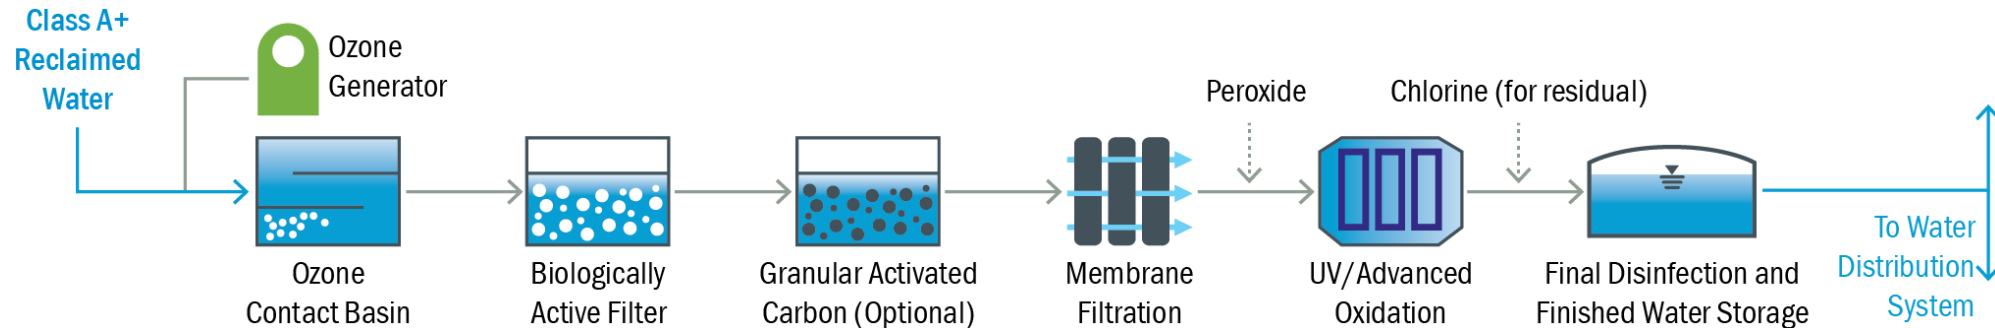 Class A+
Reclaimed
Water
Ozone
Generator
Peroxide
Chlorine (for residual)
Ozone
Contact Basin
Biologically
Active Filter
Granular Activated
Carbon (Optional)
Membrane
Filtration
UV/Advanced
Oxidation
Final Disinfection and
Finished Water Storage
To Water
Distribution
System